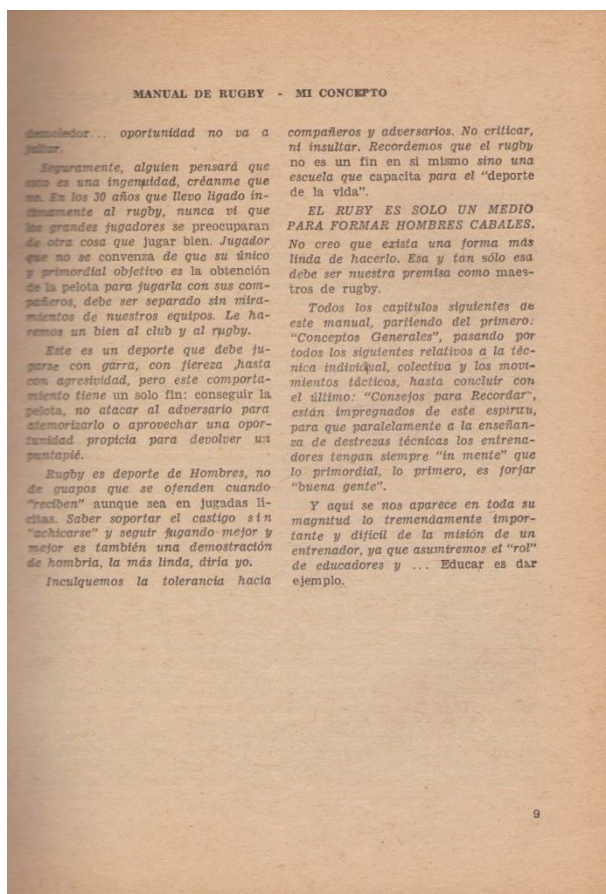 MANUAL DE RUGBY - MI CONCEPTO
demoledor... oportunidad no va a
faltar.
Seguramente, alguien pensará que
esto es una ingenuidad, créanme que
no. En los 30 años que llevo ligado in-
timamente al rugby, nunca vi que
los grandes jugadores se preocuparan
de otra cosa que jugar bien. Jugador
que no se convenza de que su único
y primordial objetivo es la obtención
de la pelota para jugarla con sus com-
pañeros, debe ser separado sin mira-
mientos de nuestros equipos. Le ha-
remos un bien al club y al rugby.
Este es un deporte que debe ju-
garse con garra, con fiereza ,hasta
con agresividad, pero este comporta-
miento tiene un solo fin: conseguir la
pelota, no atacar al adversario para
atemorizarlo o aprovechar una opor-
tunidad propicia para devolver un
puntapié.
Rugby es deporte de Hombres, no
de guapos que se ofenden cuando
"reciben" aunque sea en jugadas lí-
citas. Saber soportar el castigo sin
"achicarse" y seguir jugando mejor y
mejor es también una demostración
de hombria, la más linda, diría yo.
Inculquemos la tolerancia hacia
compañeros y adversarios. No criticar,
ni insultar. Recordemos que el rugby
no es un fin en si mismo sino una
escuela que capacita para el "deporte
de la vida".
EL RUBY ES SOLO UN MEDIO
PARA FORMAR HOMBRES CABALES.
No creo que exista una forma más
linda de hacerlo. Esa y tan sólo esa
debe ser nuestra premisa como maes-
tros de rugby.
Todos los capitulos siguientes de
este manual, partiendo del primero:
"Conceptos Generales", pasando por
todos los siguientes relativos a la téc-
nica individual, colectiva y los movi-
mientos tácticos, hasta concluir con
el último: "Consejos para Recordar",
están impregnados de este espíritu,
para que paralelamente a la enseñan-
za de destrezas técnicas los entrena-
dores tengan siempre "in mente" que
lo primordial, lo primero, es forjar
"buena gente".
Y aquí se nos aparece en toda su
magnitud lo tremendamente impor-
tante y dificil de la misión de un
entrenador, ya que asumiremos el "rol"
de educadores y ... Educar es dar
ejemplo.
9